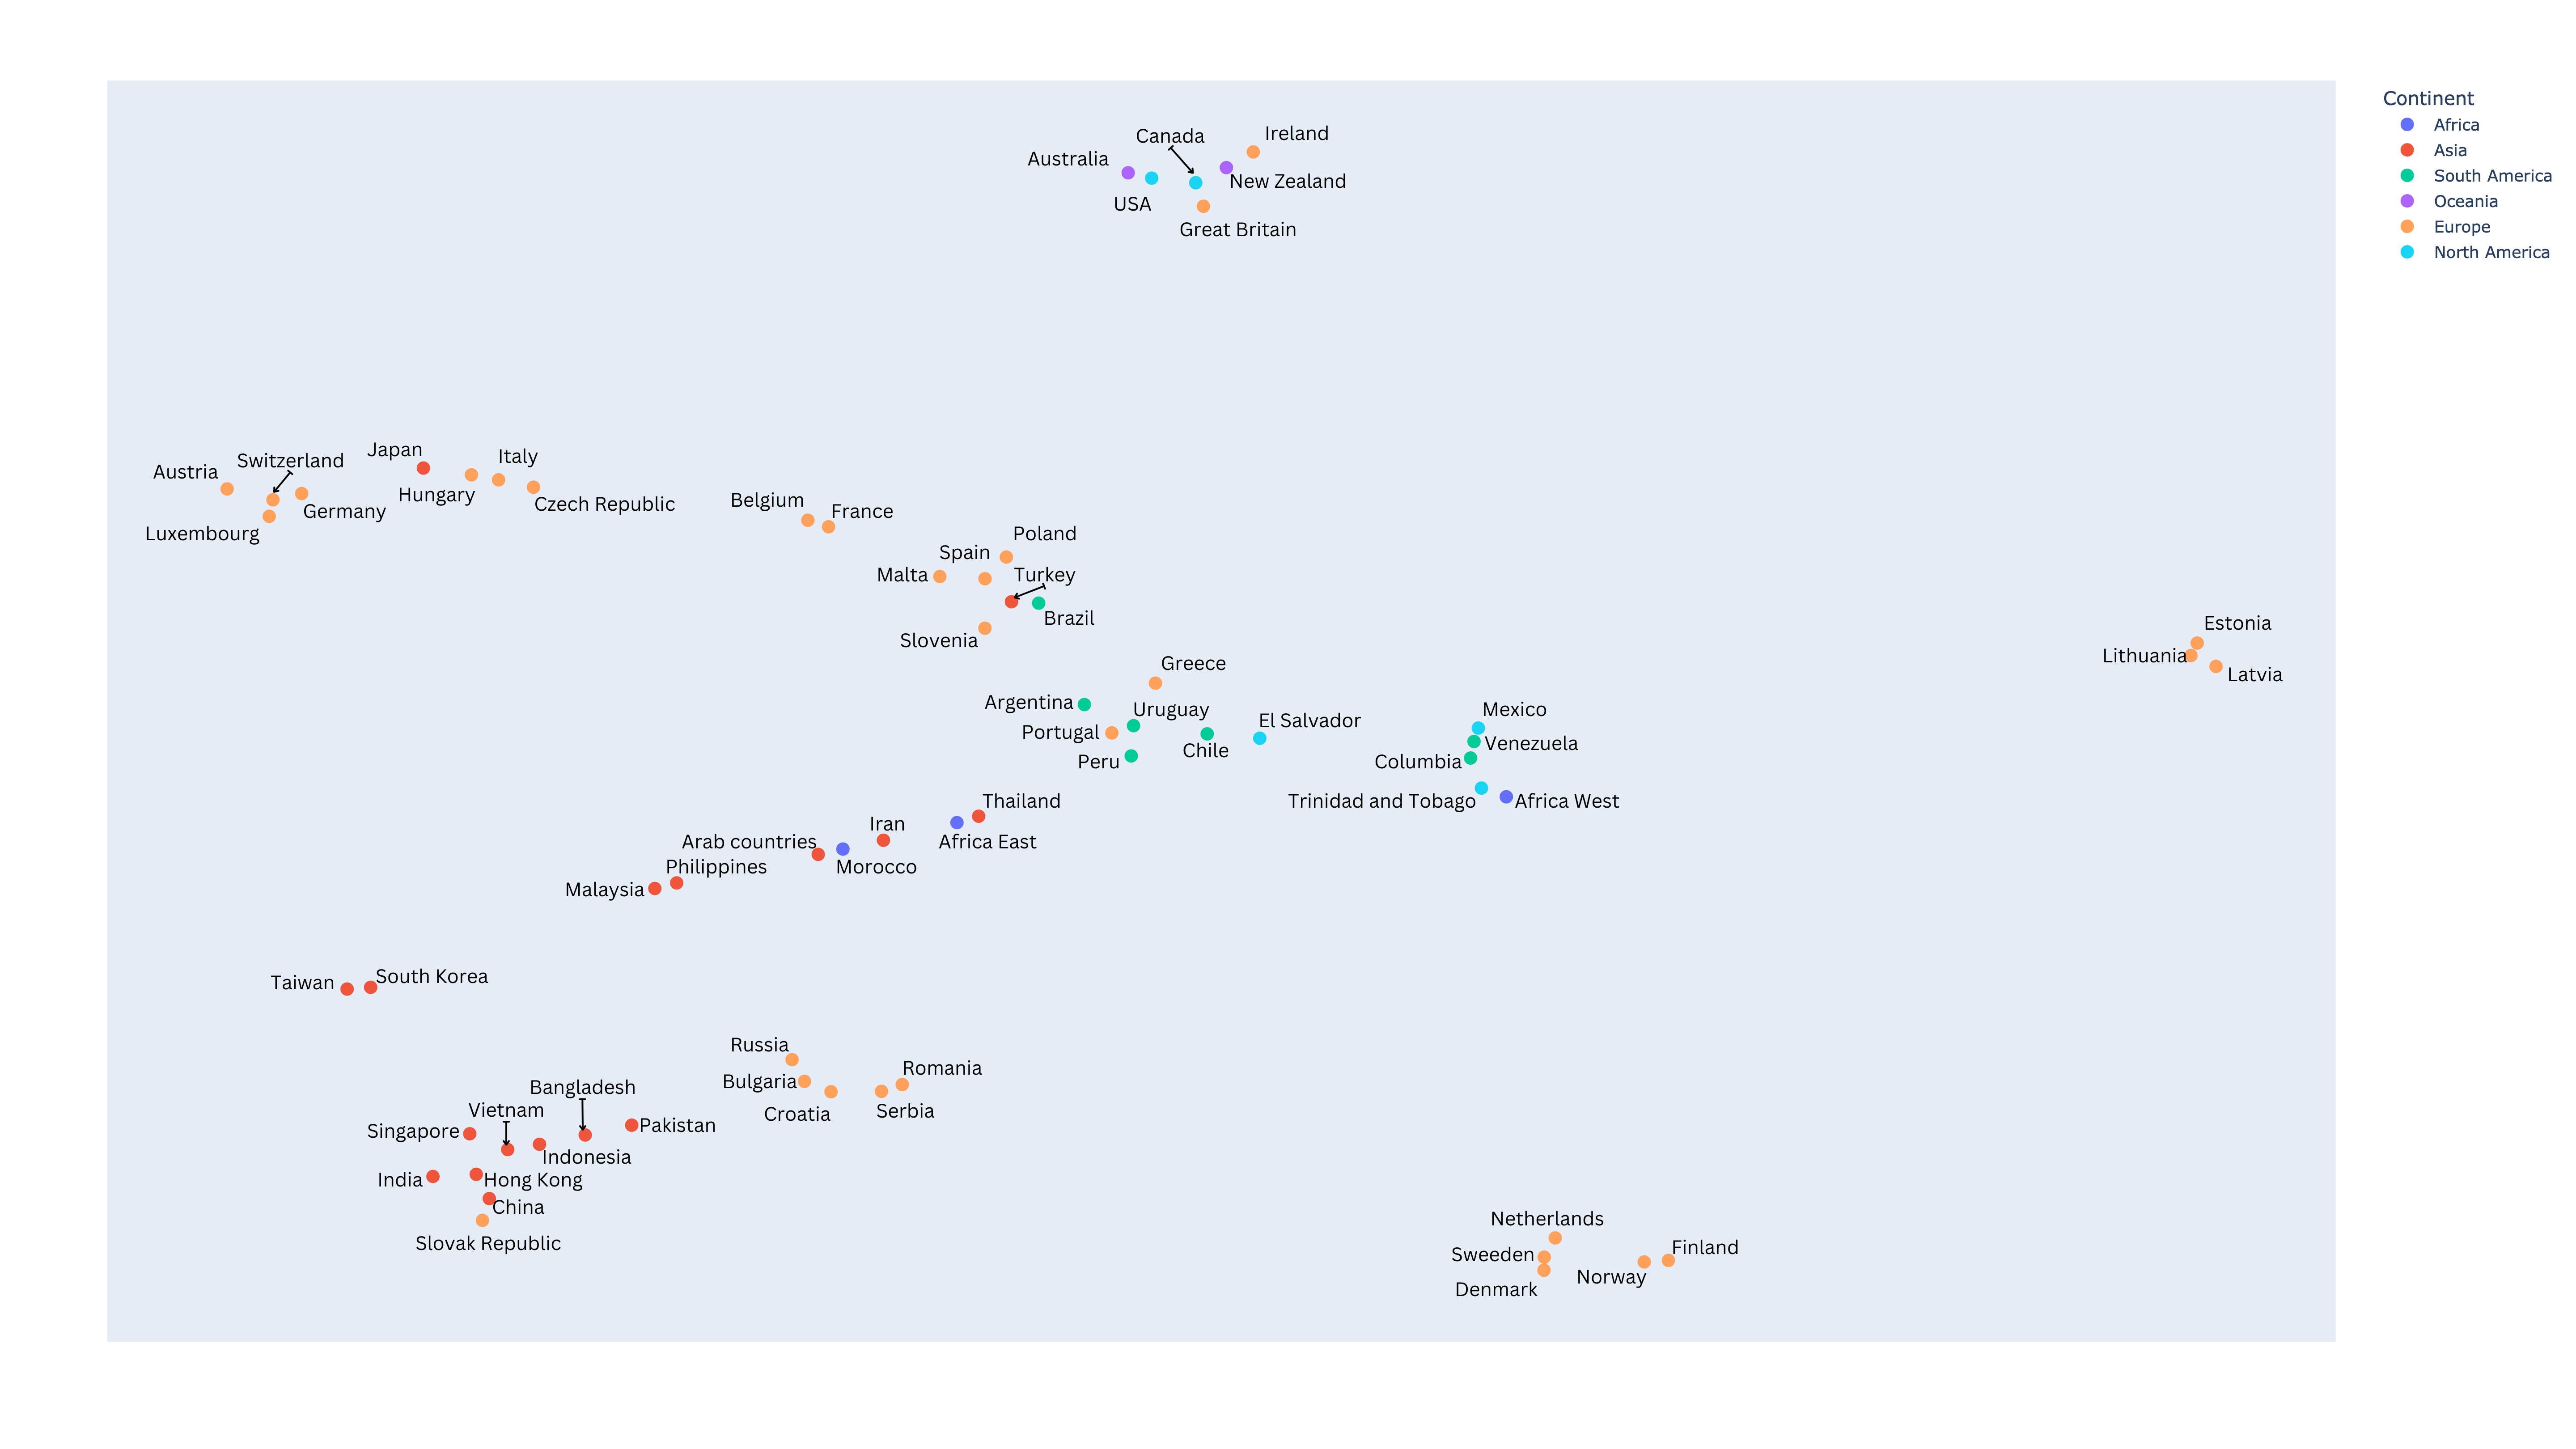 Continent
Africa
Asia
South America
Oceania
Europe
North America
Ireland
Canada
Australia
New Zealand
USA
Great Britain
Japan
Italy
Switzerland
Austria
Hungary
Czech Republic
Germany
Luxembourg
Belgium
France
Poland
Spain
Malta
Turkey
Brazil
Slovenia
Estonia
Lithuania
Latvia
Greece
Argentina
Uruguay
Portugal
El Salvador
Chile
Peru
Mexico
Venezuela
Columbia
Trinidad and Tobago
Africa West
Thailand
Iran
Arab countries
Africa East
Philippines
Morocco
Malaysia
Taiwan
South Korea
Russia
Romania
Bulgaria
Croatia
Serbia
Bangladesh
Vietnam
Singapore
Pakistan
Indonesia
India
Hong Kong
China
Slovak Republic
Netherlands
Sweeden
Finland
Norway
Denmark